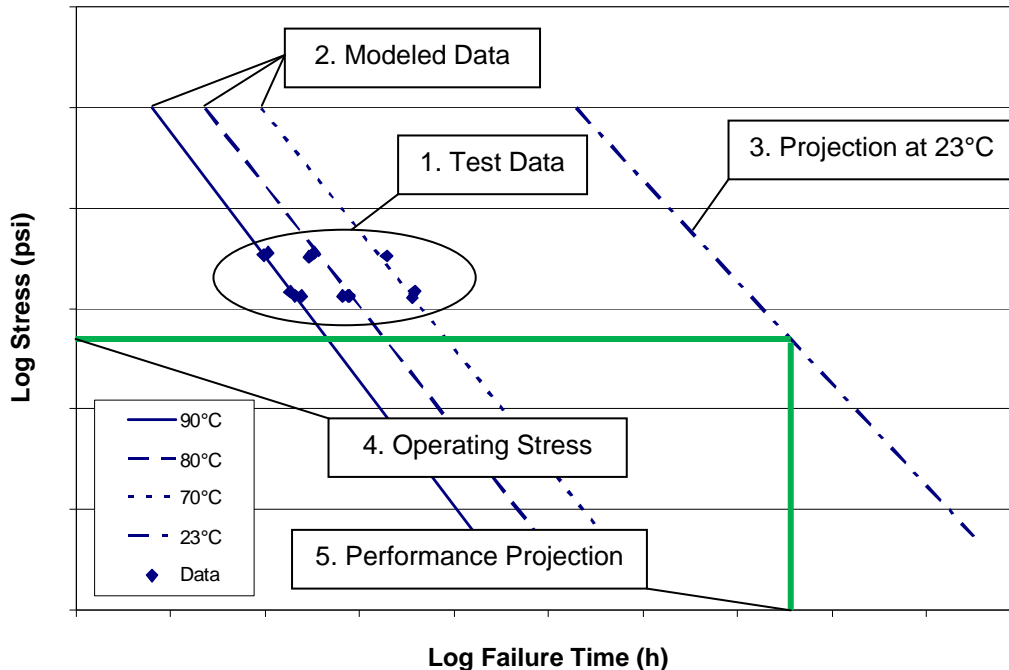 2. Modeled Data
1. Test Data
3. Projection at 23°C
Log Stress (psi)
90°C
80°C
70°C
23°C
Data
4. Operating Stress
5. Performance Projection
Log Failure Time (h)